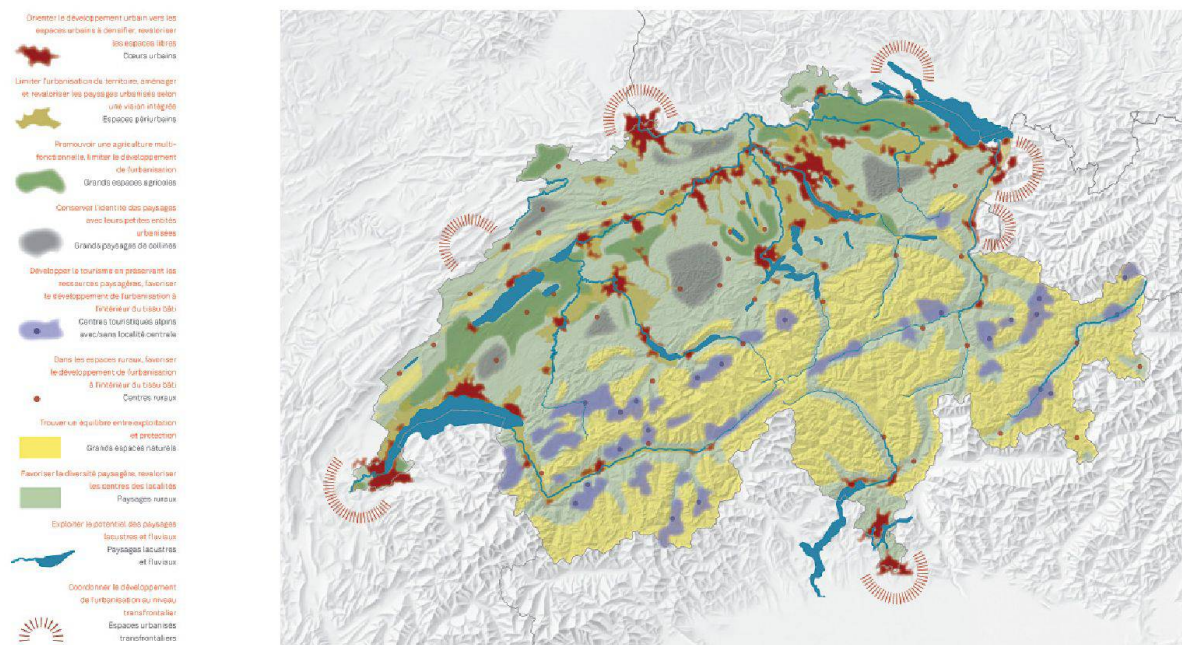 Orienter le développement urbain vers les
espaces urbains à densifier, revaloriser
les espaces libres
Cœurs urbains
Limiter l'urbanisation du territoire, aménager
et revaloriser les paysages urbanisés selon
une vision intégrée
Espaces périurbains
Promouvoir une agriculture multi-
fonctionnelle, limiter le développement
de l'urbanisation
Grands espaces agricoles
Conserver l'identité des paysages
avec leurs petites entités
urbanisées
Grands paysages de collines
Développer le tourisme en préservant les
ressources paysagères, favoriser
le développement de l'urbanisation à
l'intérieur du tissu bâti
Centres touristiques alpins
avec/sans localité centrale
Dans les espaces ruraux, favoriser
le développement de l'urbanisation
à l'intérieur du tissu bâti
Centres ruraux
Trouver un équilibre entre exploitation
et protection
Grands espaces naturels
Favoriser la diversité paysagère, revaloriser
les centres des localités
Paysages ruraux
Exploiter le potentiel des paysages
lacustres et fluviaux
Paysages lacustres
et fluviaux
Coordonner le développement
de l'urbanisation au niveau
transfrontalier
Espaces urbanisés
transfrontaliers